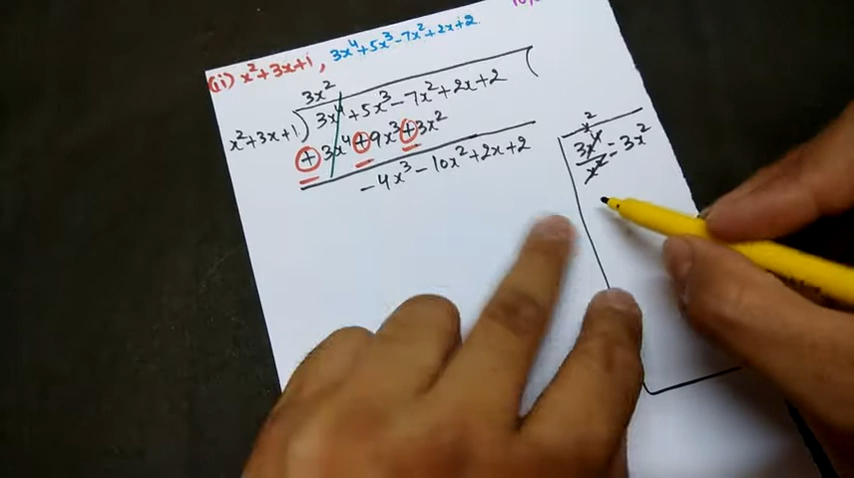 (ii) x²+3x+1, 3x⁴+5x³-7x²+2x+2
3x²
x²+3x+1) 3x⁴+5x³-7x²+2x+2 (
+3x⁴+9x³+3x²
-4x³-10x²+2x+2
x²
3x⁴/x² = 3x²